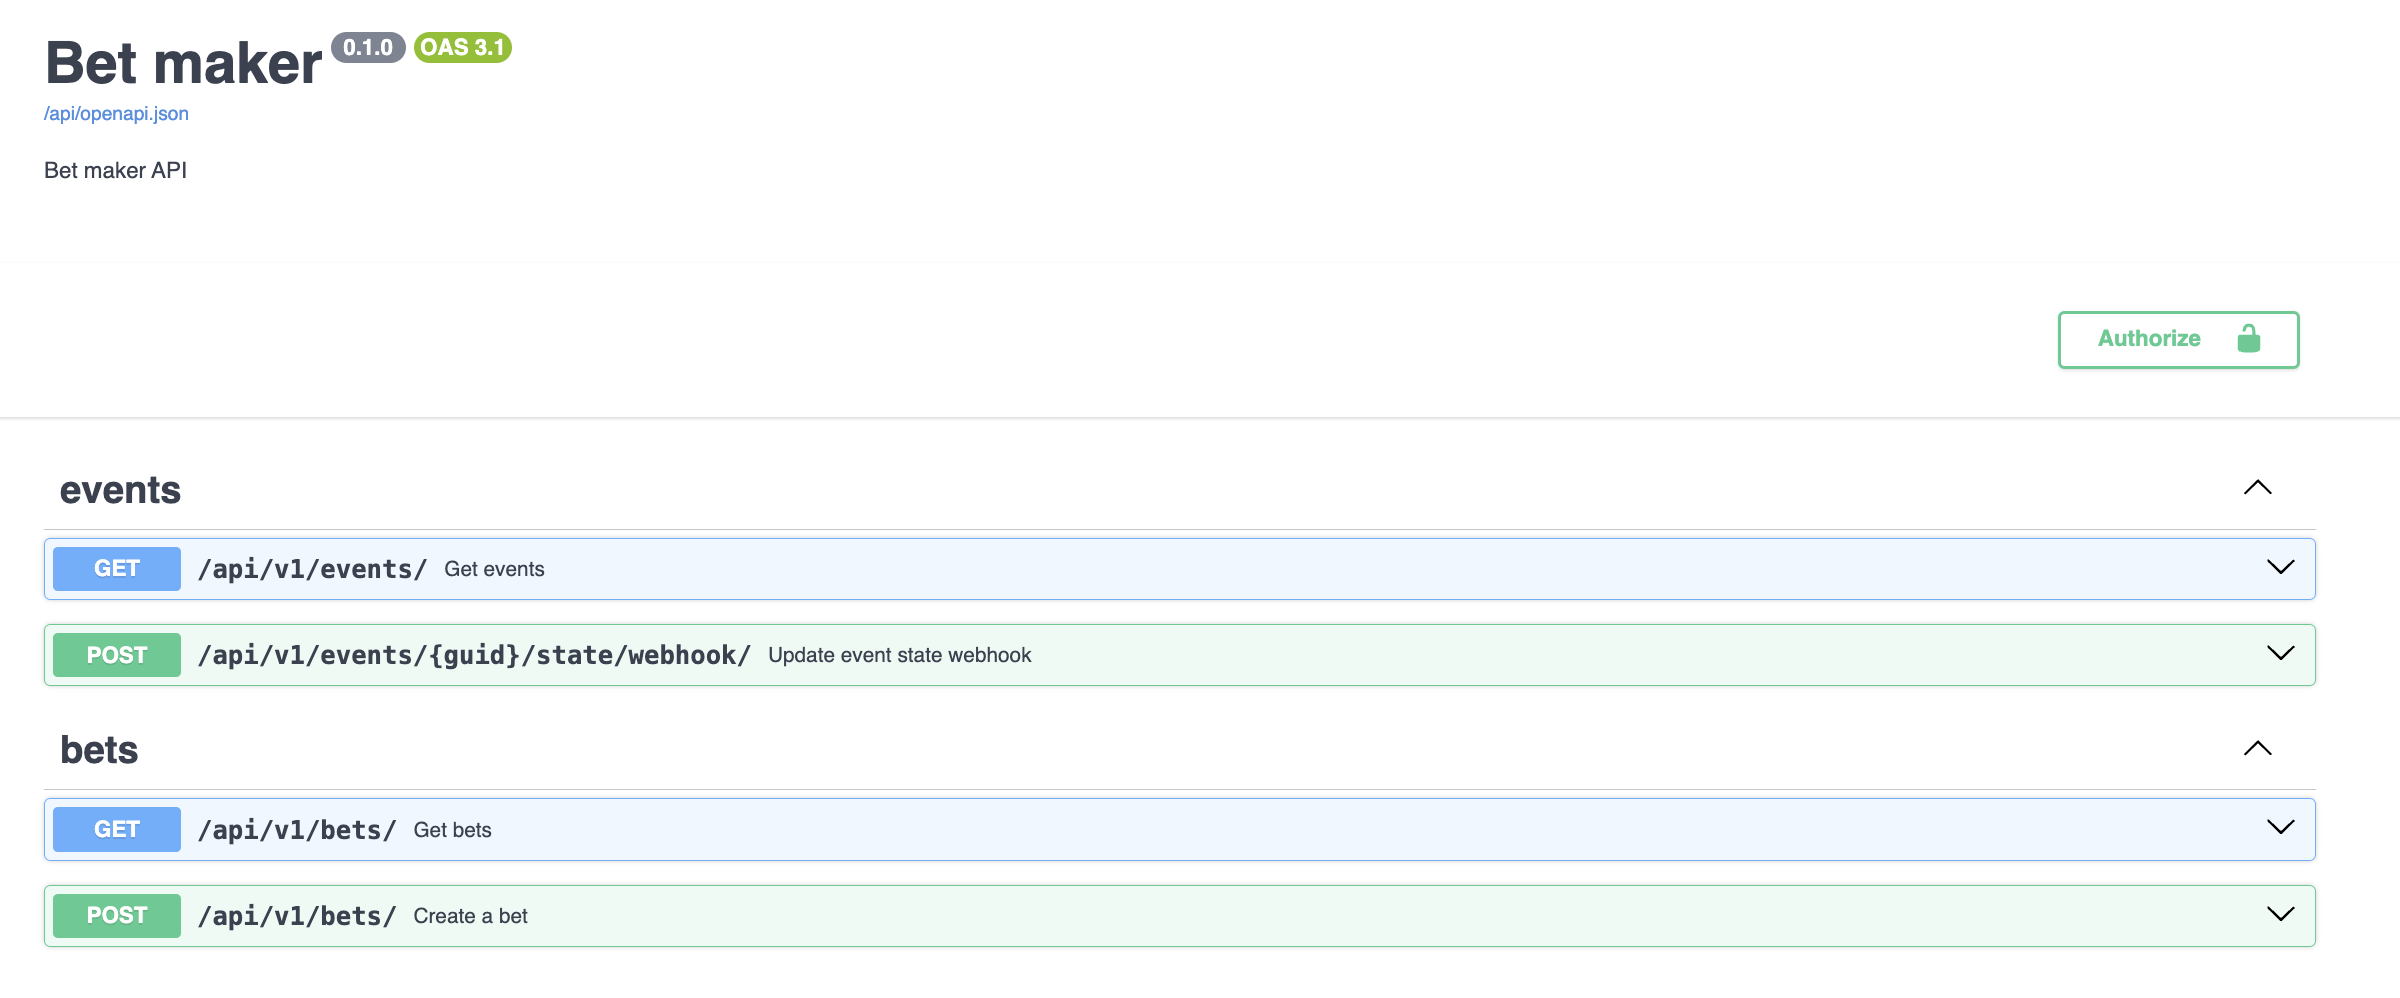 Bet maker 0.1.0 OAS 3.1
/api/openapi.json
Bet maker API
Authorize
events
GET /api/v1/events/ Get events
POST /api/v1/events/{guid}/state/webhook/ Update event state webhook
bets
GET /api/v1/bets/ Get bets
POST /api/v1/bets/ Create a bet